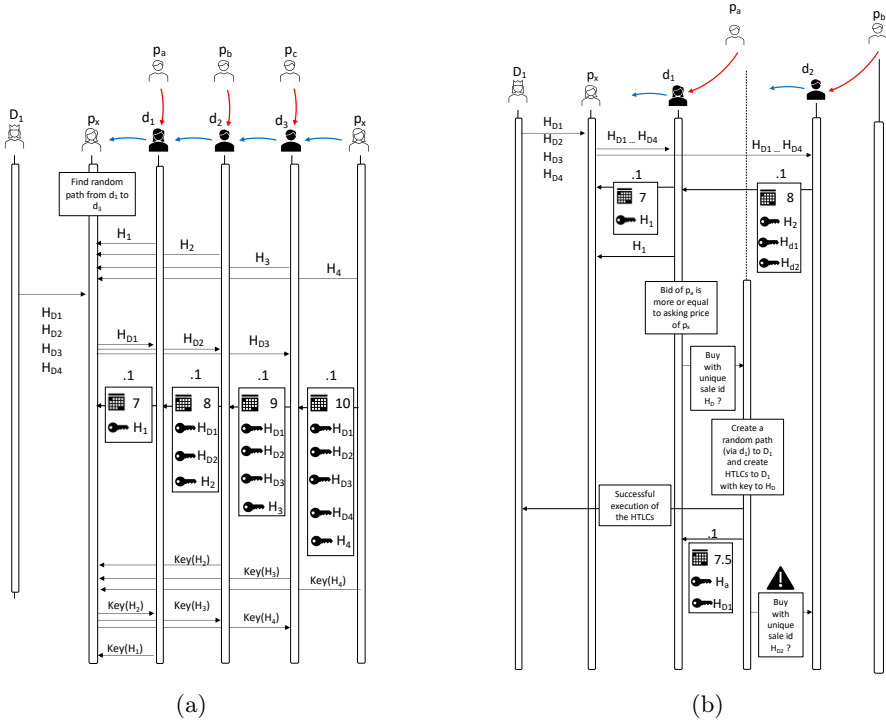 pa
pb
pc
D1
px
d1
d2
d3
px
Find random
path from d1 to
d3
H1
H2
H3
H4
HD1
HD2
HD3
HD4
HD1
HD2
HD3
.1
.1
.1
.1
7
H1
8
HD1
HD2
H2
9
HD1
HD2
HD3
H3
10
HD1
HD2
HD3
HD4
H4
Key(H2)
Key(H3)
Key(H4)
Key(H2)
Key(H3)
Key(H4)
Key(H1)
(a)
pa
pb
D1
px
d1
d2
HD1
HD2
HD3
HD4
HD1 ... HD4
HD1 ... HD4
.1
.1
7
H1
8
H2
Hd1
Hd2
H1
Bid of pa is
more or equal
to asking price
of px
Buy
with
unique
sale id
HD ?
Create a
random path
(via d1) to D1
and create
HTLCs to D1
with key to HD
Successful
execution of
the HTLCs
.1
7.5
Ha
HD1
Buy
with
unique
sale id
HD2 ?
(b)